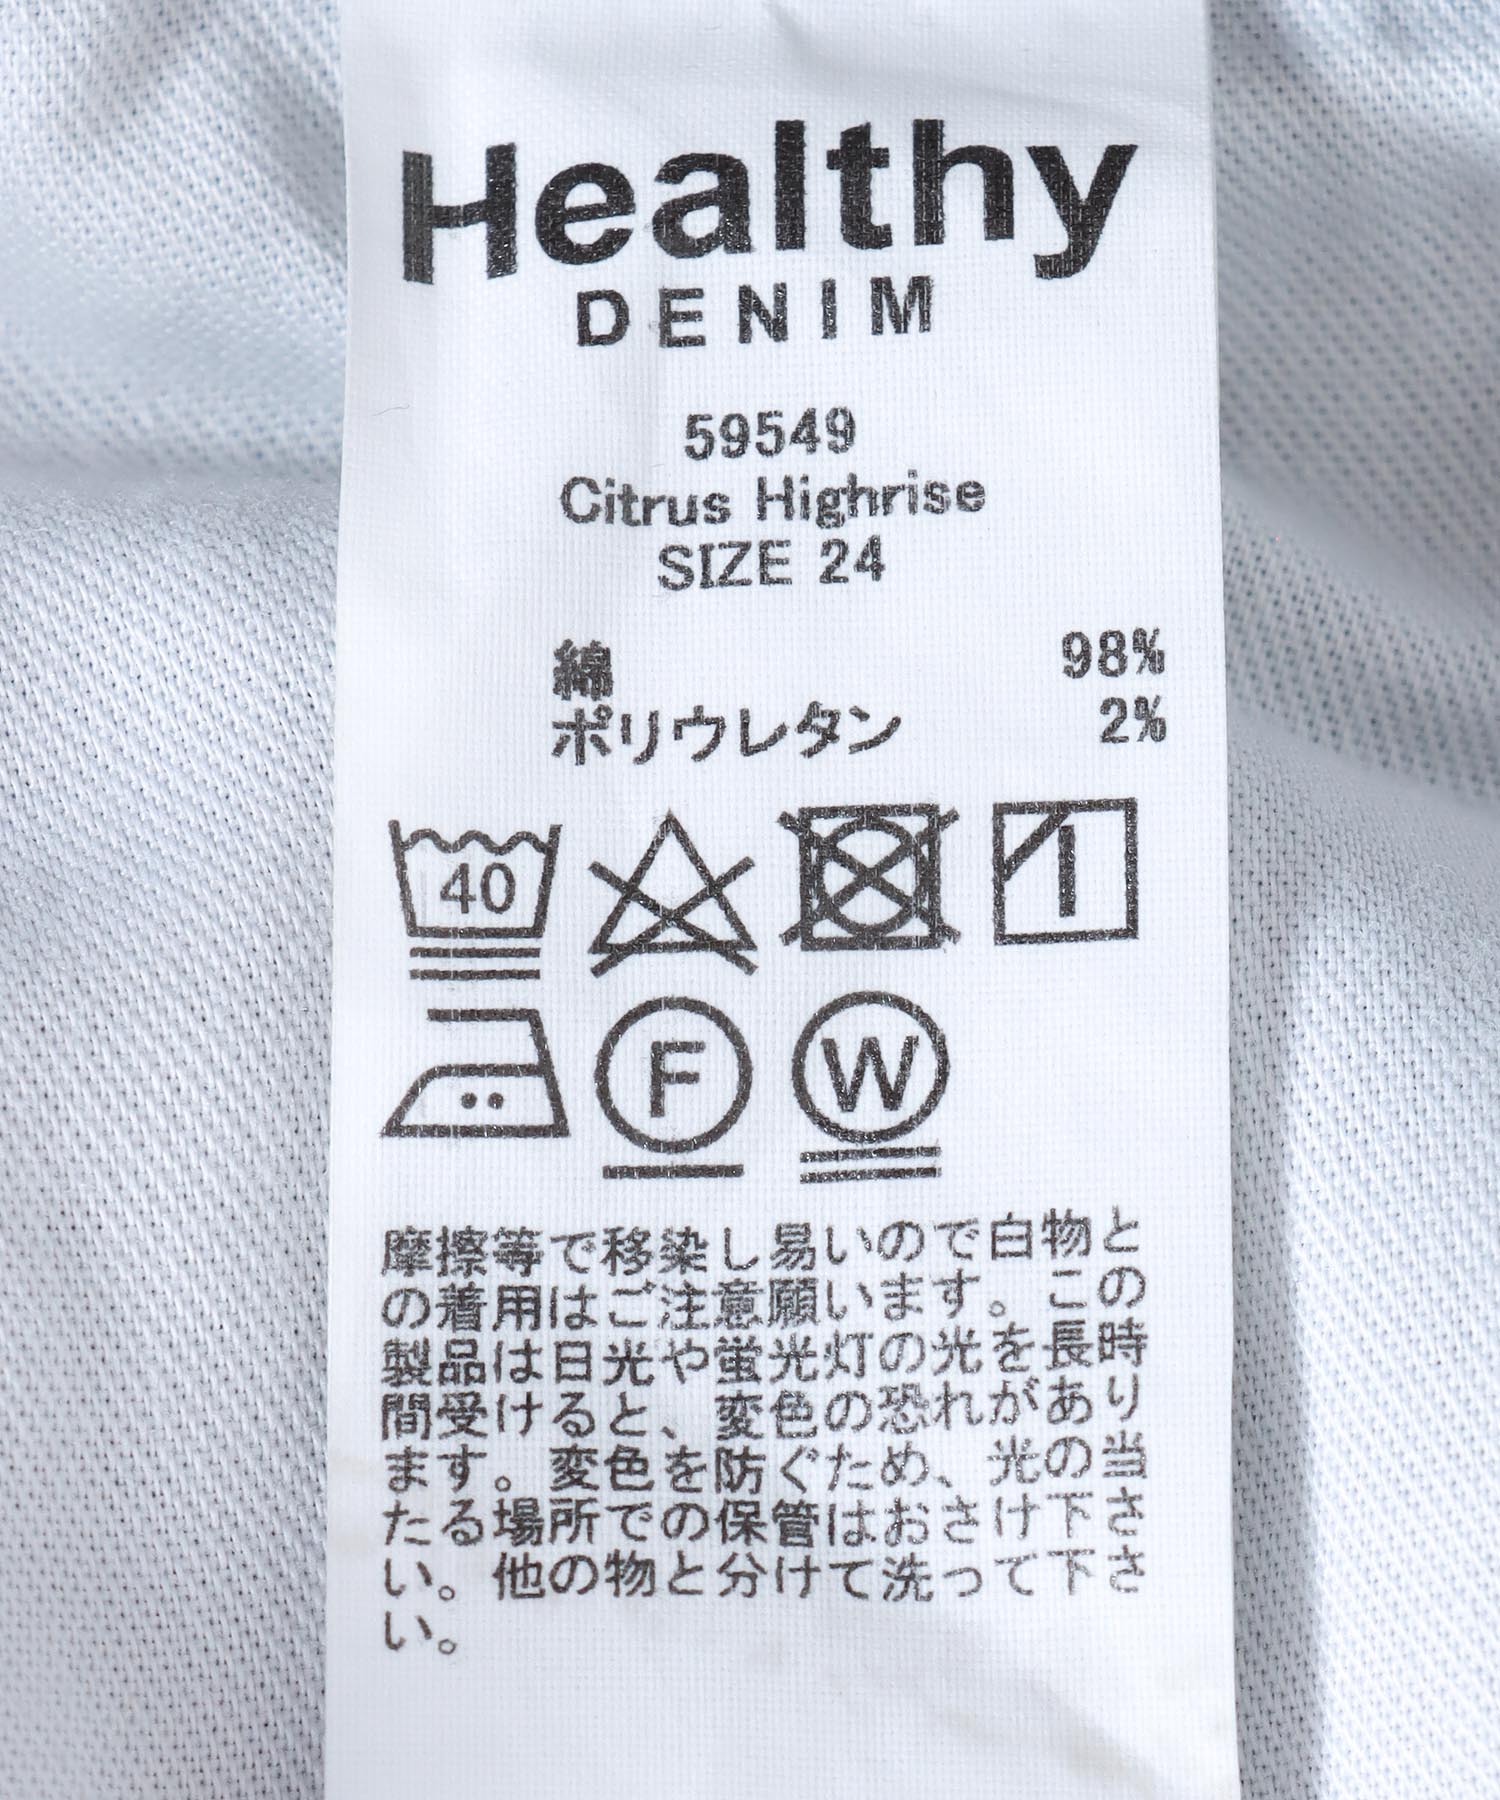 Healthy
DENIM
59549
Citrus Highrise
SIZE 24
綿 98%
ポリウレタン 2%
40
F
W
摩擦等で移染し易いので白物と
の着用はご注意願います。この
製品は日光や蛍光灯の光を長時
間受けると、変色の恐れがあり
ます。変色を防ぐため、光の当
たる場所での保管はおさけ下さ
い。他の物と分けて洗って下さ
い。